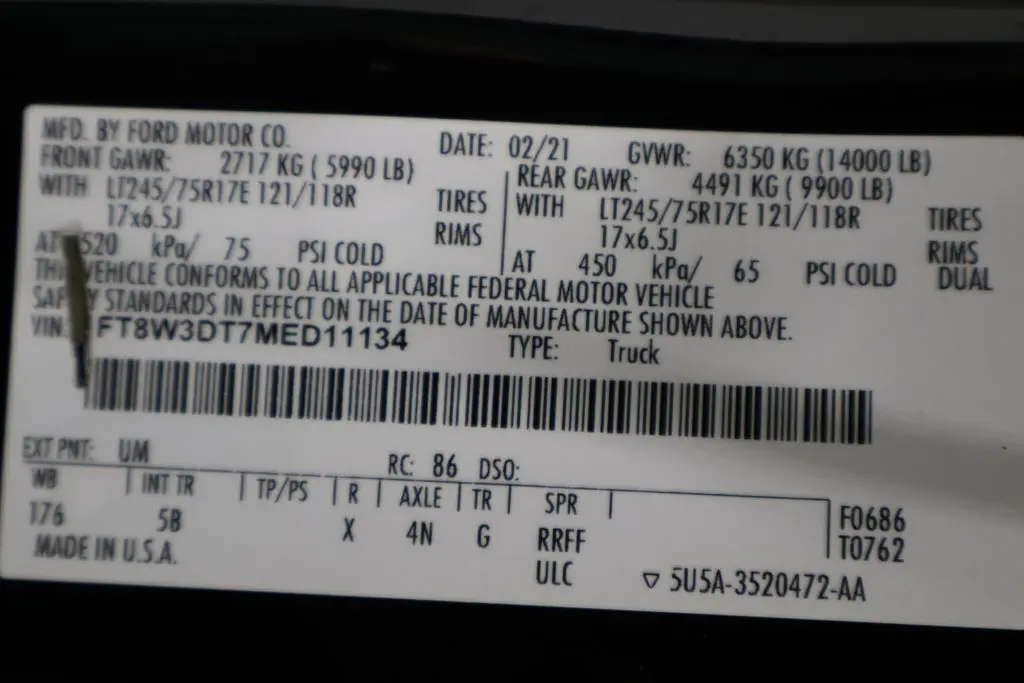 MFD. BY FORD MOTOR CO. DATE: 02/21 GVWR: 6350 KG (14000 LB)
FRONT GAWR: 2717 KG ( 5990 LB) REAR GAWR: 4491 KG ( 9900 LB)
WITH LT245/75R17E 121/118R TIRES WITH LT245/75R17E 121/118R TIRES
17x6.5J RIMS 17x6.5J RIMS
AT 520 kPa/ 75 PSI COLD AT 450 kPa/ 65 PSI COLD DUAL
VEHICLE CONFORMS TO ALL APPLICABLE FEDERAL MOTOR VEHICLE
STANDARDS IN EFFECT ON THE DATE OF MANUFACTURE SHOWN ABOVE.
VIN: FT8W3DT7MED11134 TYPE: Truck
EXT PNT: UM RC: 86 DSO:
WB INT TR TP/PS R AXLE TR SPR
176 5B X 4N G RRFF
F0686
T0762
MADE IN U.S.A. ULC ▽ 5U5A-3520472-AA